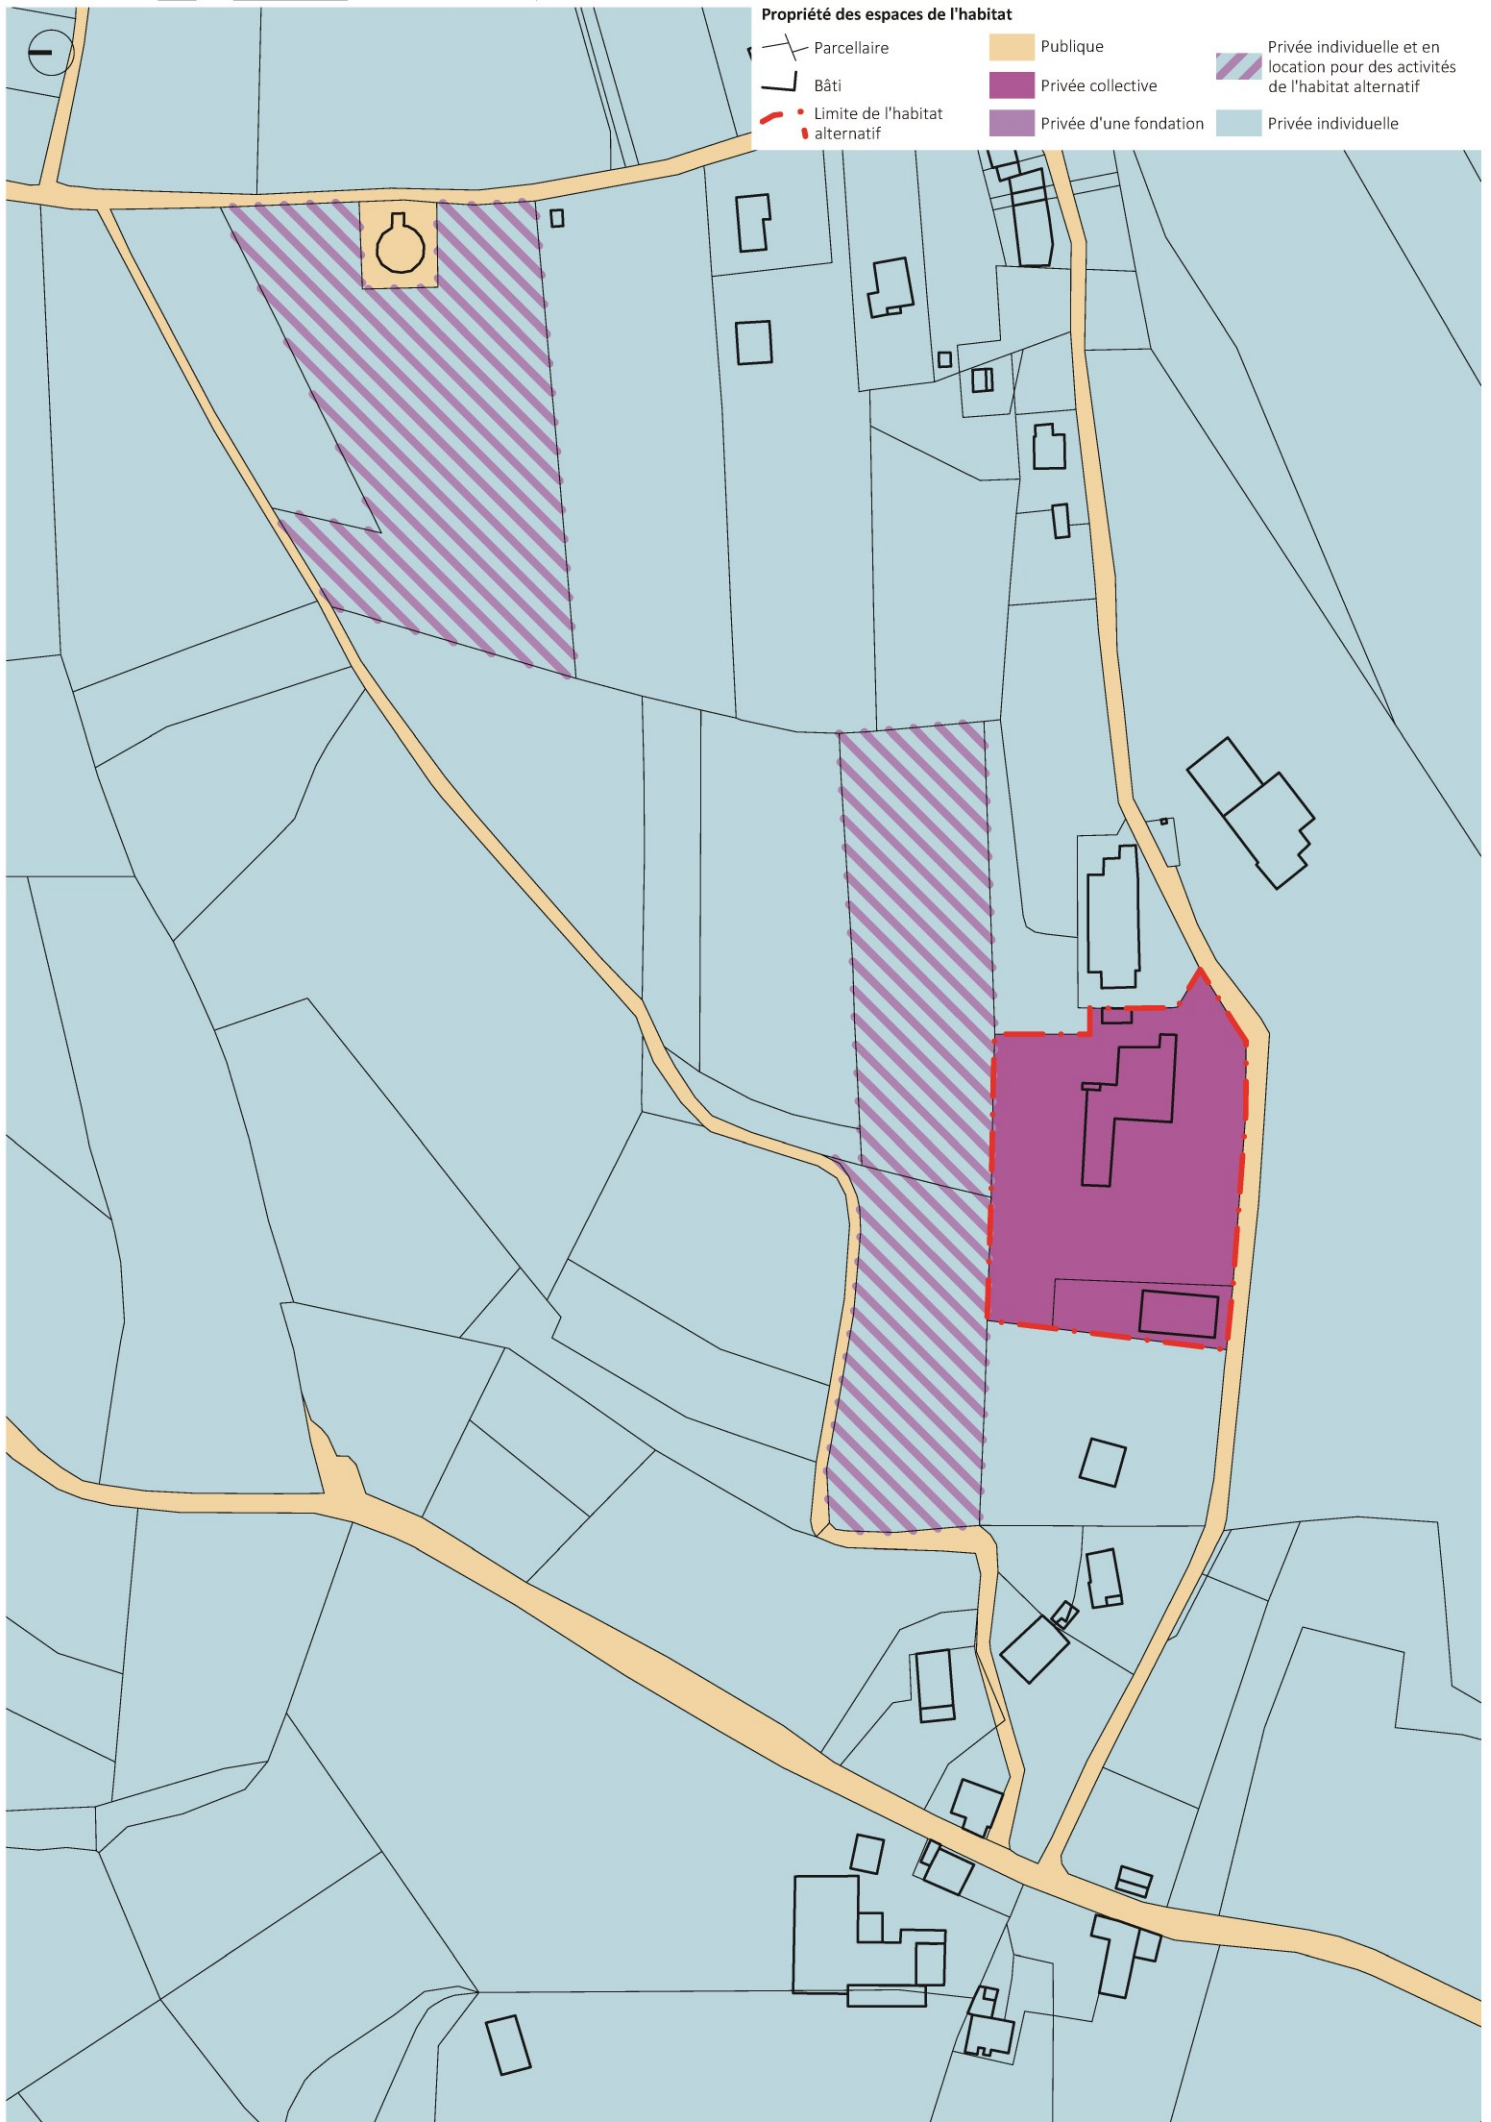 Propriété des espaces de l'habitat
Parcellaire
Bâti
Limite de l'habitat
alternatif
Publique
Privée collective
Privée d'une fondation
Privée individuelle et en
location pour des activités
de l'habitat alternatif
Privée individuelle